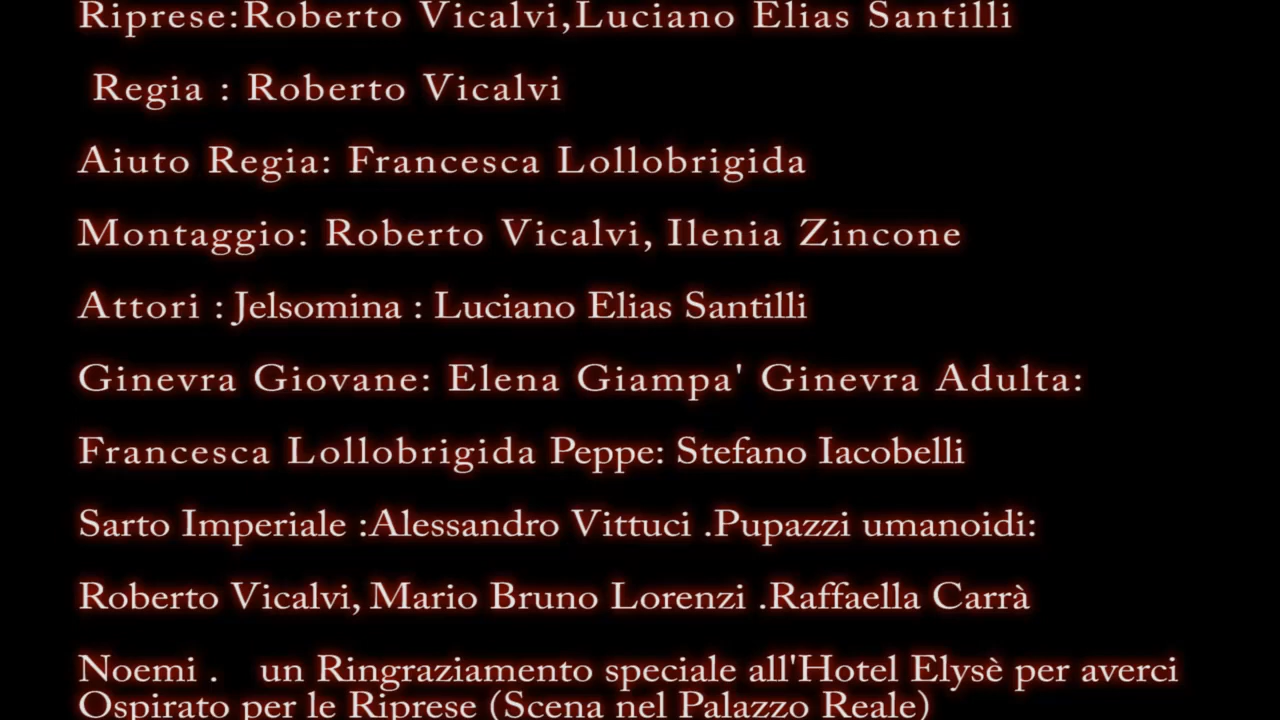 Riprese:Roberto Vicalvi,Luciano Elias Santilli
Regia : Roberto Vicalvi
Aiuto Regia: Francesca Lollobrigida
Montaggio: Roberto Vicalvi, Ilenia Zincone
Attori : Jelsomina : Luciano Elias Santilli
Ginevra Giovane: Elena Giampa' Ginevra Adulta:
Francesca Lollobrigida Peppe: Stefano Iacobelli
Sarto Imperiale :Alessandro Vittuci .Pupazzi umanoidi:
Roberto Vicalvi, Mario Bruno Lorenzi .Raffaella Carrà
Noemi . un Ringraziamento speciale all'Hotel Elysè per averci
Ospirato per le Riprese (Scena nel Palazzo Reale)